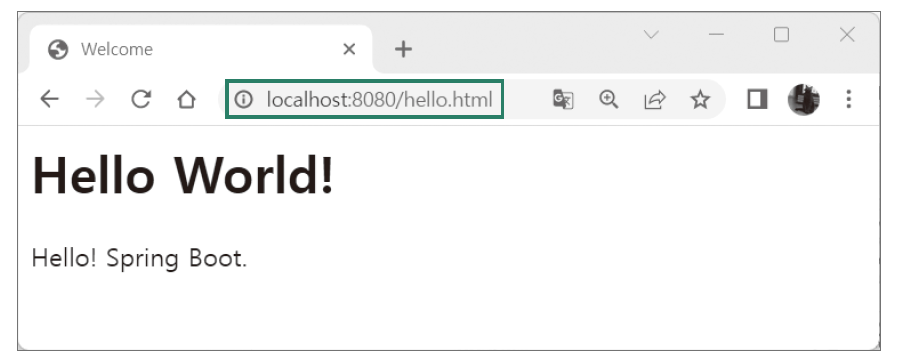 Welcome
localhost:8080/hello.html
Hello World!
Hello! Spring Boot.